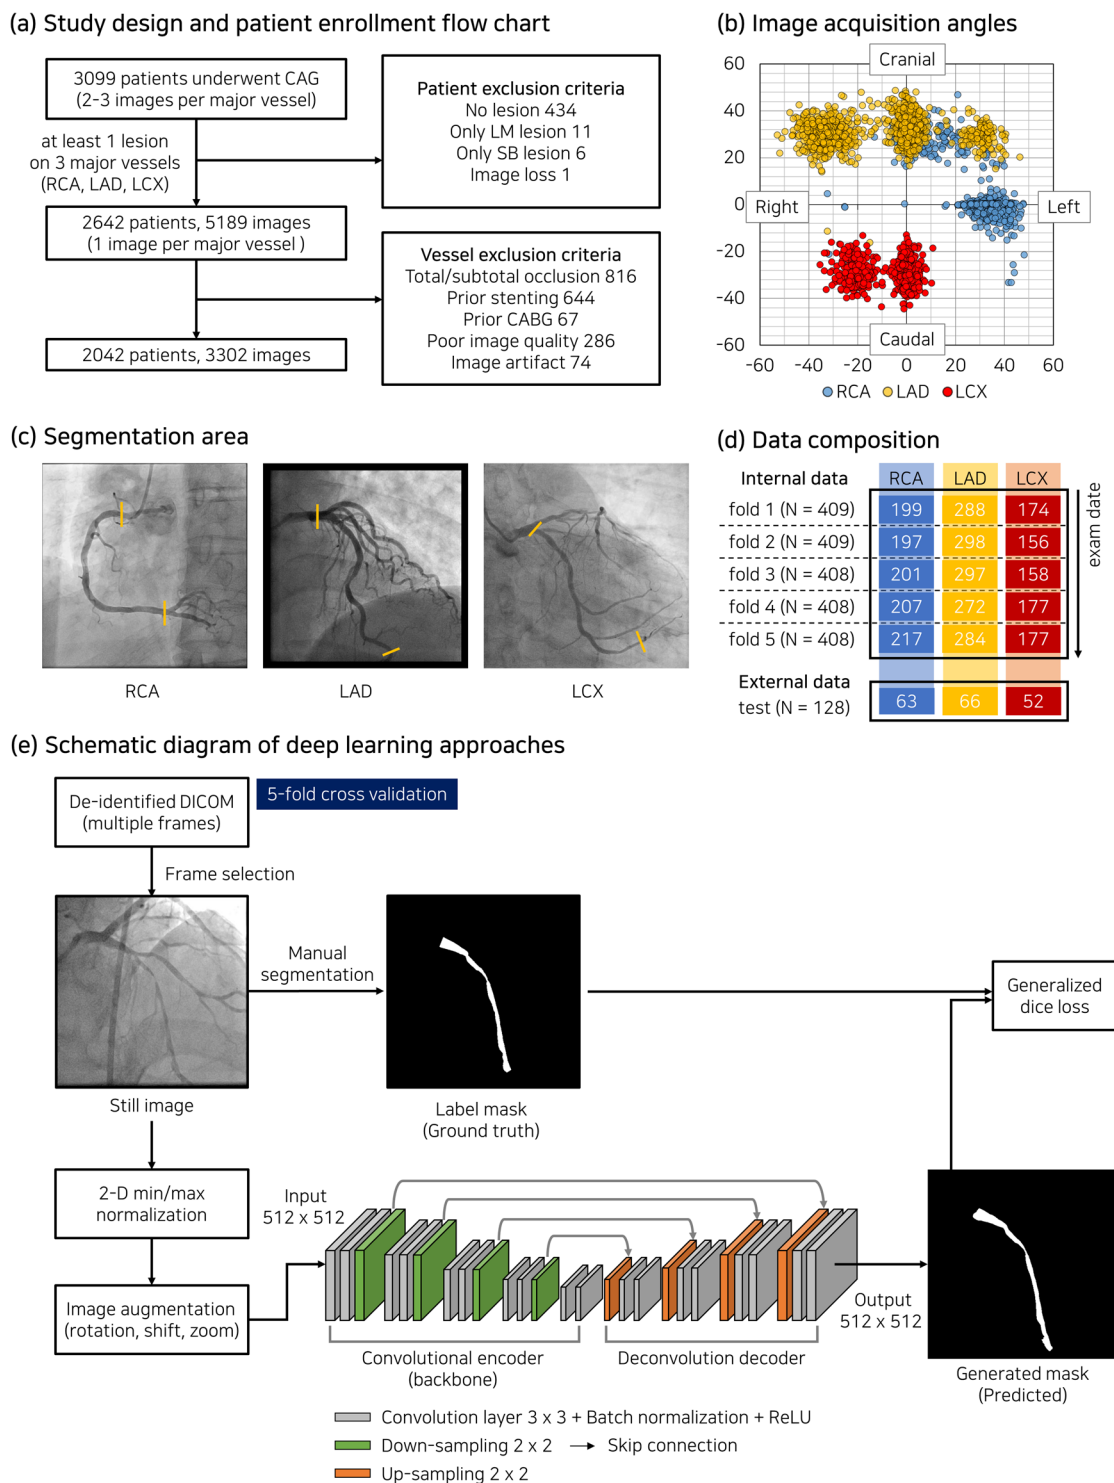 (a) Study design and patient enrollment flow chart
3099 patients underwent CAG
(2-3 images per major vessel)
at least 1 lesion
on 3 major vessels
(RCA, LAD, LCX)
Patient exclusion criteria
No lesion 434
Only LM lesion 11
Only SB lesion 6
Image loss 1
2642 patients, 5189 images
(1 image per major vessel )
Vessel exclusion criteria
Total/subtotal occlusion 816
Prior stenting 644
Prior CABG 67
Poor image quality 286
Image artifact 74
2042 patients, 3302 images
(b) Image acquisition angles
60
Cranial
40
20
Right
0
Left
-20
-40
Caudal
-60
-60 -40 -20 0 20 40 60
RCA LAD LCX
(c) Segmentation area
RCA
LAD
LCX
(d) Data composition
Internal data RCA LAD LCX
fold 1 (N = 409) 199 288 174
fold 2 (N = 409) 197 298 156
fold 3 (N = 408) 201 297 158
fold 4 (N = 408) 207 272 177
fold 5 (N = 408) 217 284 177
exam date
External data
test (N = 128) 63 66 52
(e) Schematic diagram of deep learning approaches
De-identified DICOM
(multiple frames)
5-fold cross validation
Frame selection
Manual
segmentation
Generalized
dice loss
Still image
Label mask
(Ground truth)
2-D min/max
normalization
Input
512 x 512
Image augmentation
(rotation, shift, zoom)
Output
512 x 512
Convolutional encoder
(backbone)
Deconvolution decoder
Generated mask
(Predicted)
Convolution layer 3 x 3 + Batch normalization + ReLU
Down-sampling 2 x 2
Skip connection
Up-sampling 2 x 2